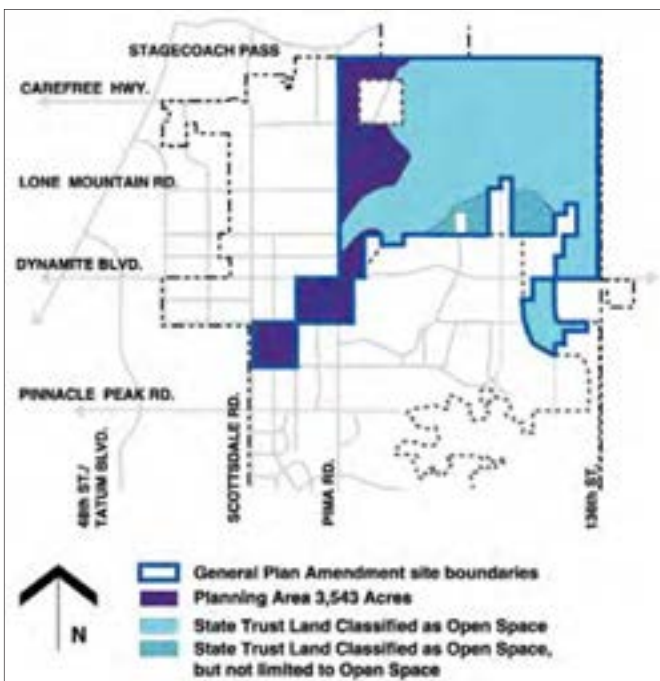 STAGECOACH PASS
CAREFREE HWY.
LONE MOUNTAIN RD.
DYNAMITE BLVD.
PINNACLE PEAK RD.
48th ST./
TATUM BLVD.
SCOTTSDALE RD.
PIMA RD.
136th ST.
N
General Plan Amendment site boundaries
Planning Area 3,543 Acres
State Trust Land Classified as Open Space
State Trust Land Classified as Open Space,
but not limited to Open Space